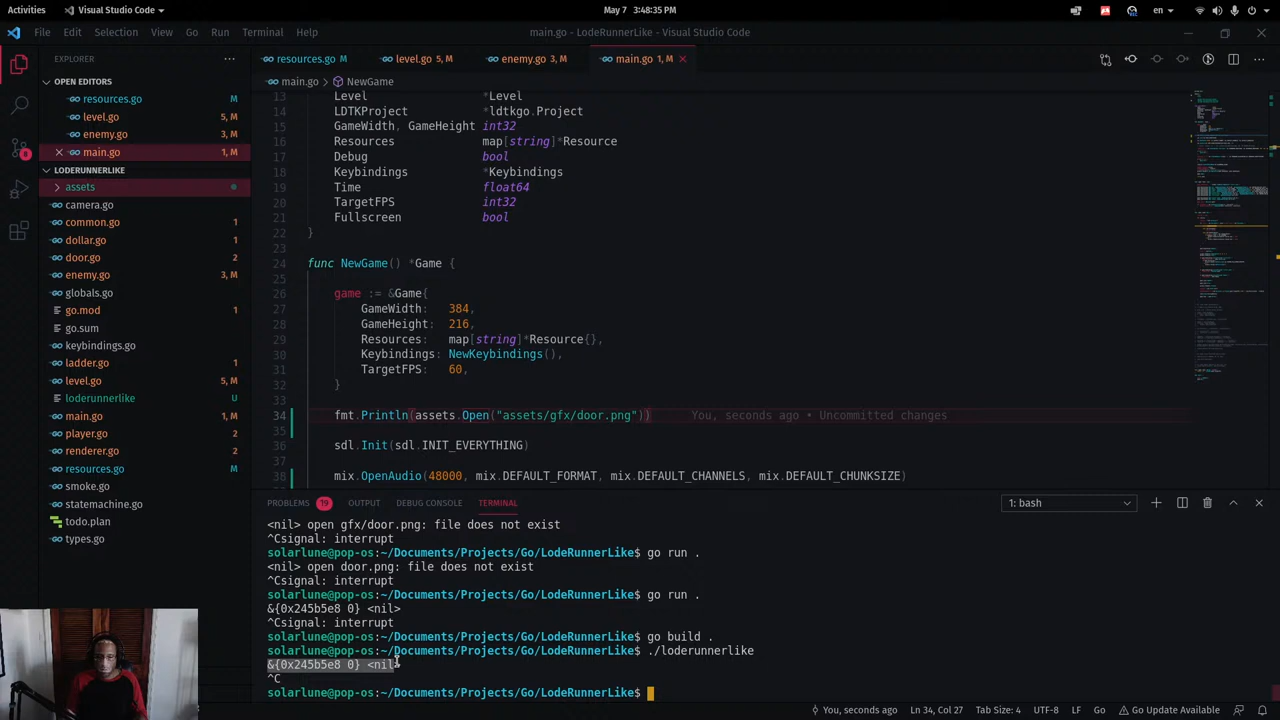 Activities
Visual Studio Code
May 7 3:48:35 PM
en
File Edit Selection View Go Run Terminal Help
main.go - LodeRunnerLike - Visual Studio Code
EXPLORER
resources.go M
level.go 5, M
enemy.go 3, M
main.go 1, M
main.go > NewGame
OPEN EDITORS
resources.go M
level.go 5, M
enemy.go 3, M
main.go 1, M
LODERUNNERLIKE
assets
camera.go
common.go 1
dollar.go 1
door.go 2
enemy.go 3, M
globals.go
go.mod 1
go.sum
keybindings.go
ladder.go 1
level.go 5, M
loderunnerlike U
main.go 1, M
player.go 2
renderer.go 1
resources.go M
smoke.go
statemachine.go
todo.plan
types.go
13 Level *Level
14 LDTKProject *ldtkgo.Project
15 GameWidth, GameHeight int32
16 Resources map[string]*Resource
17 Debug bool
18 Keybindings *Keybindings
19 Time float64
20 TargetFPS int32
21 Fullscreen bool
22 }
23
24 func NewGame() *Game {
25
26 game := &Game{
27 GameWidth: 384,
28 GameHeight: 216,
29 Resources: map[string]*Resource{},
30 Keybindings: NewKeybindings(),
31 TargetFPS: 60,
32 }
33
34 fmt.Println(assets.Open("assets/gfx/door.png")) You, seconds ago • Uncommitted changes
35
36 sdl.Init(sdl.INIT_EVERYTHING)
37
38 mix.OpenAudio(48000, mix.DEFAULT_FORMAT, mix.DEFAULT_CHANNELS, mix.DEFAULT_CHUNKSIZE)
PROBLEMS 19 OUTPUT DEBUG CONSOLE TERMINAL
1: bash
<nil> open gfx/door.png: file does not exist
^Csignal: interrupt
solarlune@pop-os:~/Documents/Projects/Go/LodeRunnerLike$ go run .
<nil> open door.png: file does not exist
^Csignal: interrupt
solarlune@pop-os:~/Documents/Projects/Go/LodeRunnerLike$ go run .
&{0x245b5e8 0} <nil>
^Csignal: interrupt
solarlune@pop-os:~/Documents/Projects/Go/LodeRunnerLike$ go build .
solarlune@pop-os:~/Documents/Projects/Go/LodeRunnerLike$ ./loderunnerlike
&{0x245b5e8 0} <nil>
^C
solarlune@pop-os:~/Documents/Projects/Go/LodeRunnerLike$
You, seconds ago Ln 34, Col 27 Tab Size: 4 UTF-8 LF Go Go Update Available